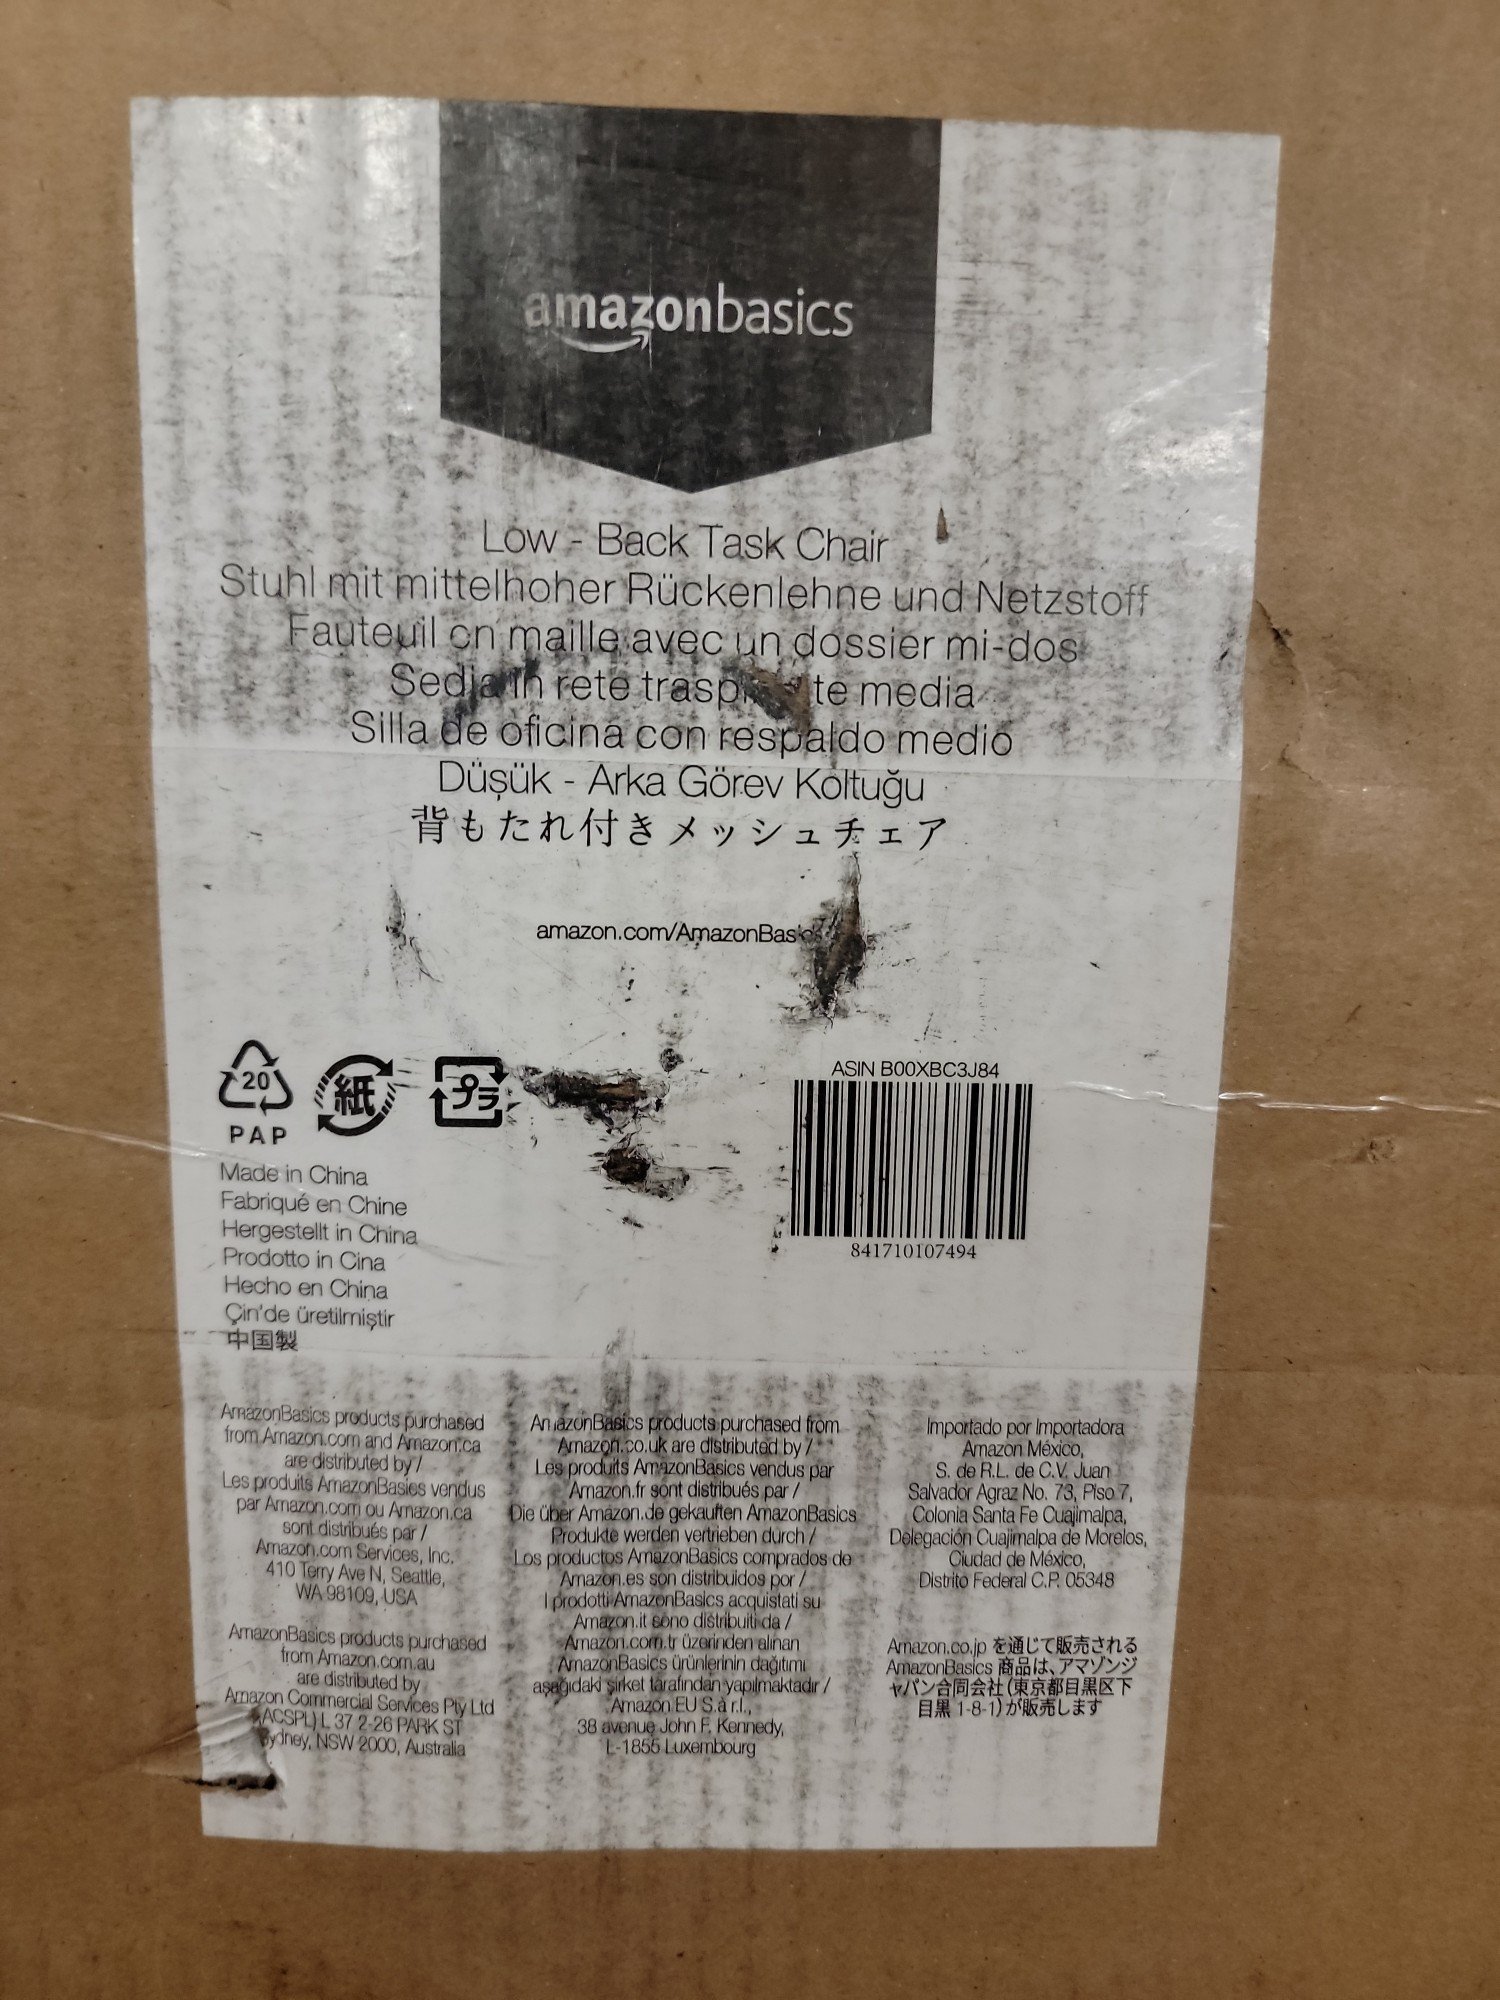 amazonbasics
Low - Back Task Chair
Stuhl mit mittelhoher Rückenlehne und Netzstoff
Fauteuil en maille avec un dossier mi-dos
Sedia in rete te media
Silla de oficina con respaldo medio
Düşük - Arka Görev Koltuğu
背もたれ付きメッシュチェア
amazon.com/AmazonBasics
ASIN B00XBC3J84
20
紙
プラ
PAP
841710107494
Made in China
Fabriqué en Chine
Hergestellt in China
Prodotto in Cina
Hecho en China
Çin'de üretilmiştir
中国製
AmazonBasics products purchased
from Amazon.com and Amazon.ca
are distributed by /
Les produits AmazonBasics vendus
par Amazon.com ou Amazon.ca
sont distribués par /
Amazon.com Services, Inc.
410 Terry Ave N, Seattle,
WA 98109, USA
AmazonBasics products purchased
from Amazon.com.au
are distributed by
Amazon Commercial Services Pty Ltd
(ACSPL) L 37 2-26 PARK ST
Sydney, NSW 2000, Australia
AmazonBasics products purchased from
Amazon.co.uk are distributed by /
Les produits AmazonBasics vendus par
Amazon.fr sont distribués par /
Die über Amazon.de gekauften AmazonBasics
Produkte werden vertrieben durch /
Los productos AmazonBasics comprados de
Amazon.es son distribuidos por /
I prodotti AmazonBasics acquistati su
Amazon.it sono distribuiti da /
Amazon.com.tr üzerinden alınan
AmazonBasics ürünlerinin dağıtımı
aşağıdaki şirket tarafından yapılmaktadır /
Amazon EU S.à r.l.,
38 avenue John F. Kennedy,
L-1855 Luxembourg
Importado por Importadora
Amazon México,
S. de R.L. de C.V. Juan
Salvador Agraz No. 73, Piso 7,
Colonia Santa Fe Cuajimalpa,
Delegación Cuajimalpa de Morelos,
Ciudad de México,
Distrito Federal C.P. 05348
Amazon.co.jp を通じて販売される
AmazonBasics 商品は、アマゾンジ
ャパン合同会社(東京都目黒区下
目黒 1-8-1)が販売します